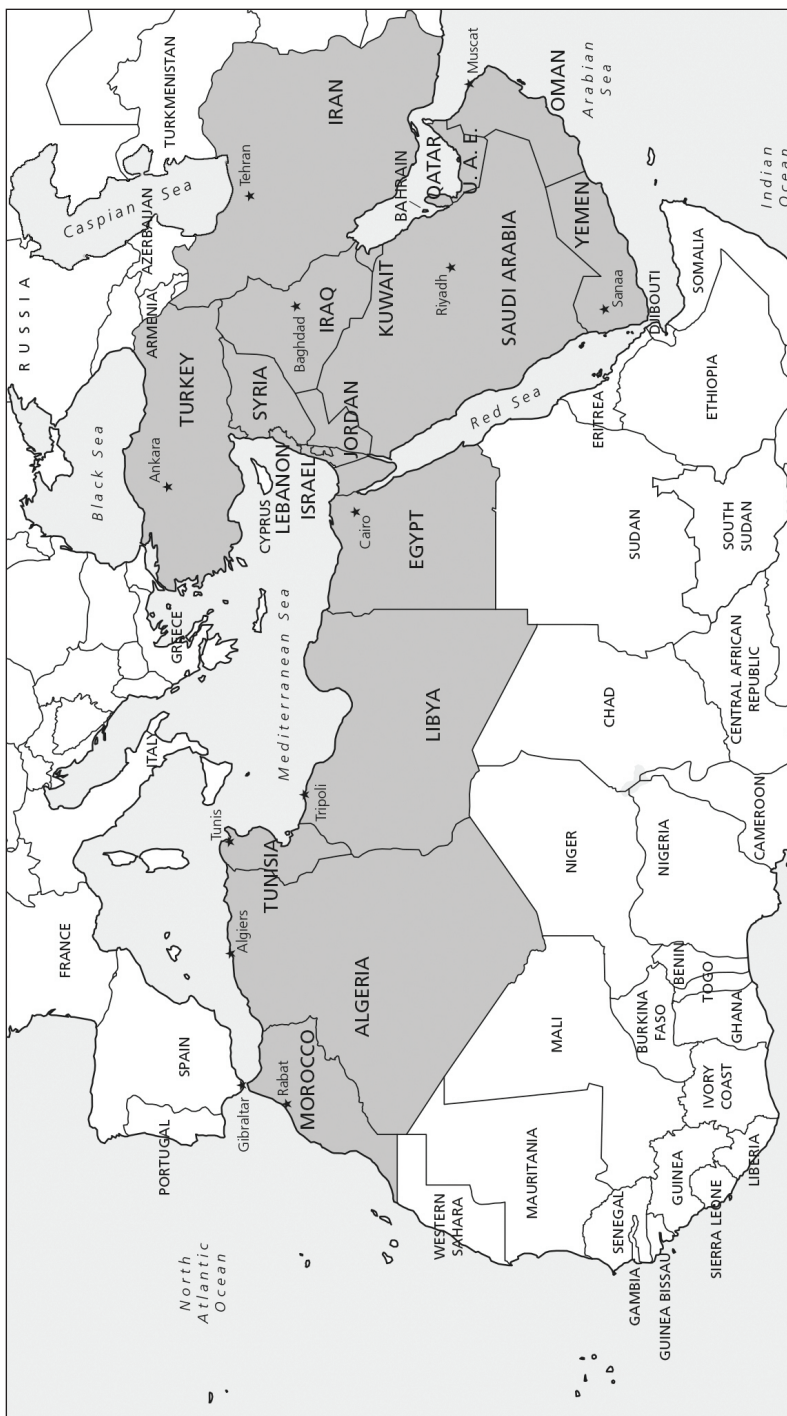 RUSSIA
TURKMENISTAN
Caspian Sea
AZERBAIJAN
ARMENIA
Black Sea
Tehran
IRAN
Ankara
TURKEY
GREECE
ITALY
FRANCE
SPAIN
PORTUGAL
Gibraltar
North
Atlantic
Ocean
Mediterranean Sea
CYPRUS
LEBANON
ISRAEL
SYRIA
Baghdad
IRAQ
JORDAN
KUWAIT
BAHRAIN
QATAR
U. A. E.
Muscat
OMAN
Arabian
Sea
Riyadh
SAUDI ARABIA
YEMEN
Sanaa
Red Sea
Cairo
EGYPT
Tripoli
LIBYA
Tunis
TUNISIA
Algiers
ALGERIA
Rabat
MOROCCO
WESTERN
SAHARA
MAURITANIA
MALI
NIGER
CHAD
SUDAN
ERITREA
DJIBOUTI
SOMALIA
ETHIOPIA
SOUTH
SUDAN
CENTRAL AFRICAN
REPUBLIC
CAMEROON
NIGERIA
BENIN
TOGO
GHANA
BURKINA
FASO
IVORY
COAST
LIBERIA
SIERRA LEONE
GUINEA
GUINEA BISSAU
GAMBIA
SENEGAL
Indian
Ocean